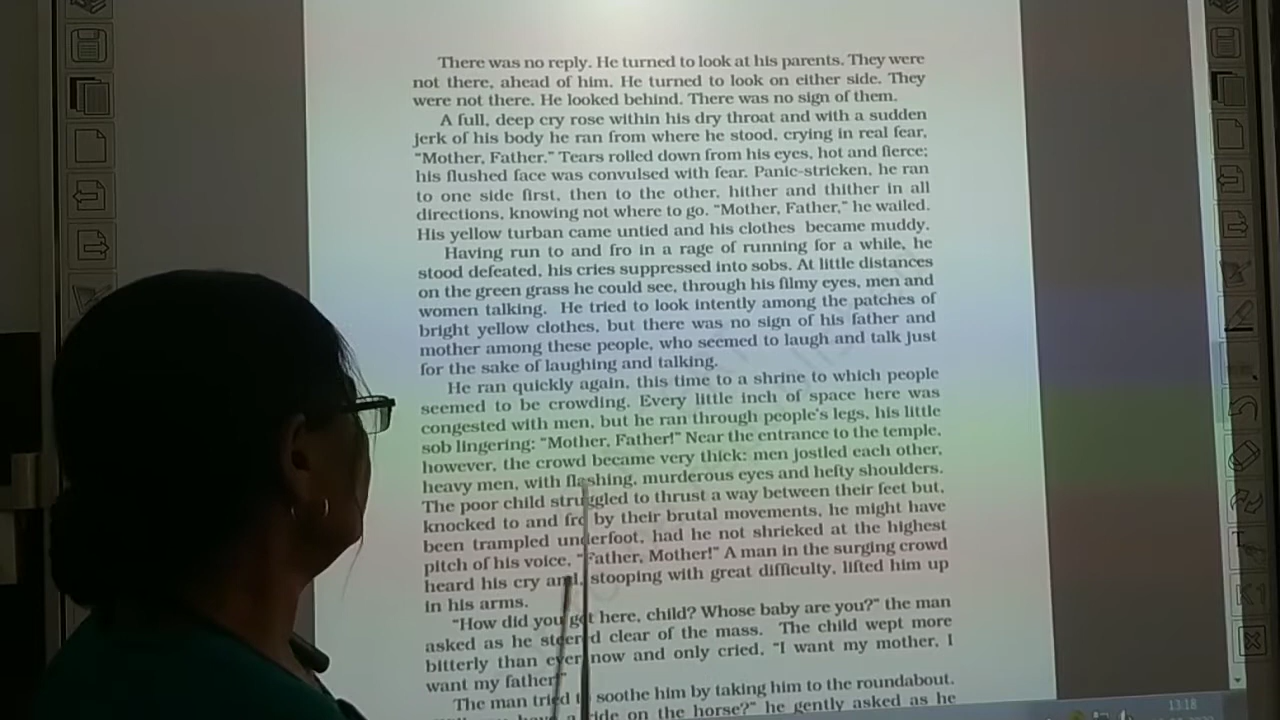 There was no reply. He turned to look at his parents. They were
not there, ahead of him. He turned to look on either side. They
were not there. He looked behind. There was no sign of them.
A full, deep cry rose within his dry throat and with a sudden
jerk of his body he ran from where he stood, crying in real fear,
"Mother, Father." Tears rolled down from his eyes, hot and fierce;
his flushed face was convulsed with fear. Panic-stricken, he ran
to one side first, then to the other, hither and thither in all
directions, knowing not where to go. "Mother, Father," he wailed.
His yellow turban came untied and his clothes became muddy.
Having run to and fro in a rage of running for a while, he
stood defeated, his cries suppressed into sobs. At little distances
on the green grass he could see, through his filmy eyes, men and
women talking. He tried to look intently among the patches of
bright yellow clothes, but there was no sign of his father and
mother among these people, who seemed to laugh and talk just
for the sake of laughing and talking.
He ran quickly again, this time to a shrine to which people
seemed to be crowding. Every little inch of space here was
congested with men, but he ran through people's legs, his little
sob lingering: "Mother, Father!" Near the entrance to the temple,
however, the crowd became very thick: men jostled each other,
heavy men, with flashing, murderous eyes and hefty shoulders.
The poor child struggled to thrust a way between their feet but,
knocked to and fro by their brutal movements, he might have
been trampled underfoot, had he not shrieked at the highest
pitch of his voice, "Father, Mother!" A man in the surging crowd
heard his cry and, stooping with great difficulty, lifted him up
in his arms.
"How did you get here, child? Whose baby are you?" the man
asked as he steered clear of the mass. The child wept more
bitterly than ever now and only cried, "I want my mother, I
want my father"
The man tried to soothe him by taking him to the roundabout.
a ride on the horse?" he gently asked as he
13:18